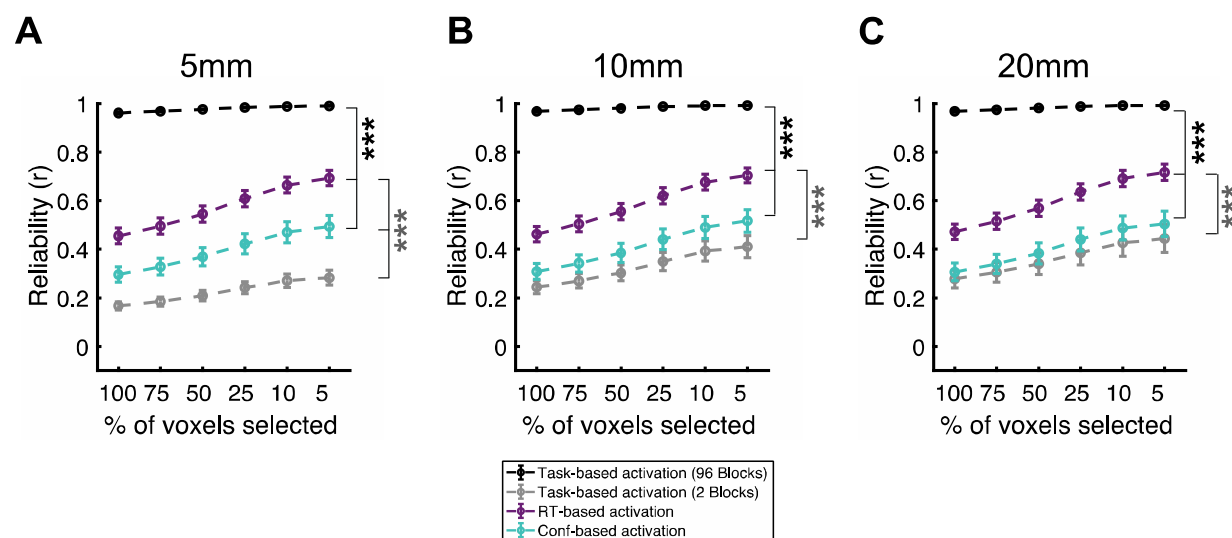 A
5mm
Reliability (r)
1
0.8
0.6
0.4
0.2
0
100 75 50 25 10 5
% of voxels selected
***
***
B
10mm
Reliability (r)
1
0.8
0.6
0.4
0.2
0
100 75 50 25 10 5
% of voxels selected
***
***
C
20mm
Reliability (r)
1
0.8
0.6
0.4
0.2
0
100 75 50 25 10 5
% of voxels selected
***
***
Task-based activation (96 Blocks)
Task-based activation (2 Blocks)
RT-based activation
Conf-based activation